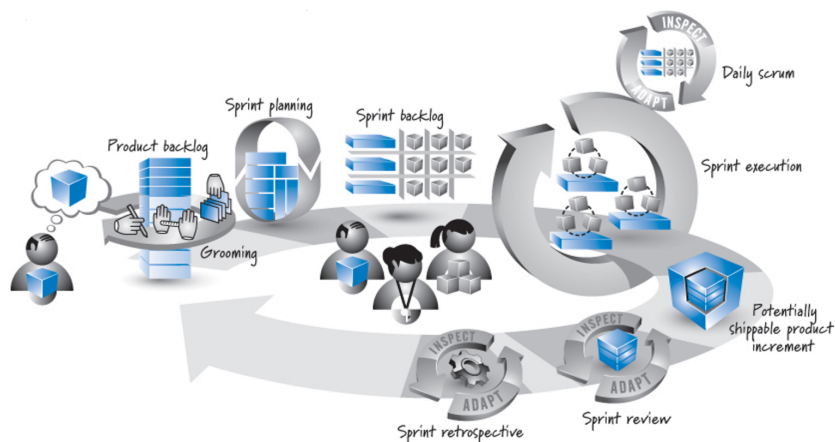 INSPECT
ADAPT
Daily scrum
Sprint planning
Sprint backlog
Product backlog
Sprint execution
Grooming
Potentially
shippable product
increment
INSPECT
ADAPT
Sprint review
INSPECT
ADAPT
Sprint retrospective